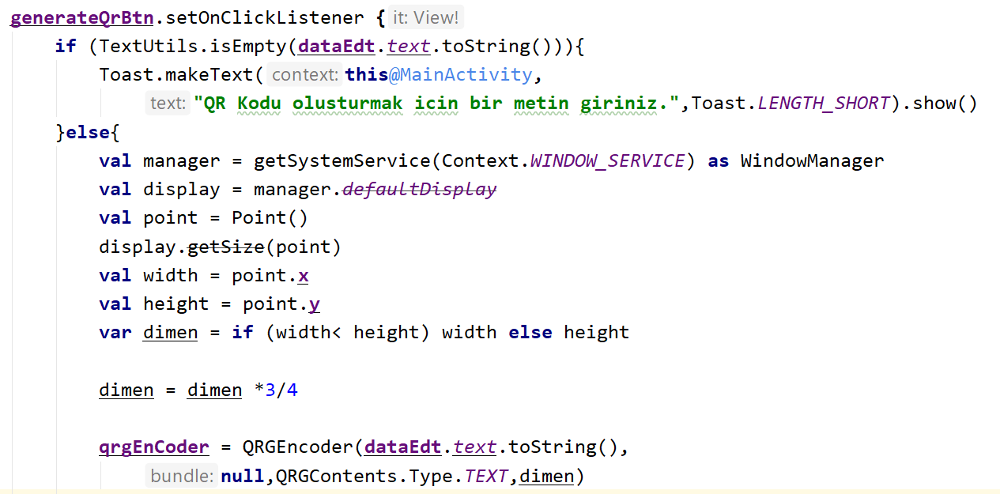 generateQrBtn.setOnClickListener { it: View!
if (TextUtils.isEmpty(dataEdt.text.toString())){
Toast.makeText( context: this@MainActivity,
text: "QR Kodu olusturmak icin bir metin giriniz.",Toast.LENGTH_SHORT).show()
}else{
val manager = getSystemService(Context.WINDOW_SERVICE) as WindowManager
val display = manager.defaultDisplay
val point = Point()
display.getSize(point)
val width = point.x
val height = point.y
var dimen = if (width< height) width else height
dimen = dimen *3/4
qrgEnCoder = QRGEncoder(dataEdt.text.toString(),
bundle: null,QRGContents.Type.TEXT,dimen)